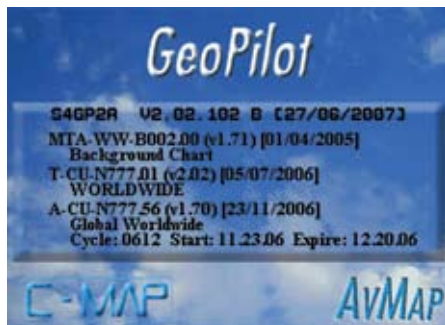 GeoPilot
S4GP2A V2.02.102 B [27/06/2007]
MTA-WW-B002.00 (v1.71) [01/04/2005]
Background Chart
T-CU-N777.01 (v2.02) [05/07/2006]
WORLDWIDE
A-CU-N777.56 (v1.70) [23/11/2006]
Global Worldwide
Cycle: 0612 Start: 11.23.06 Expire: 12.20.06
C-MAP AvMap